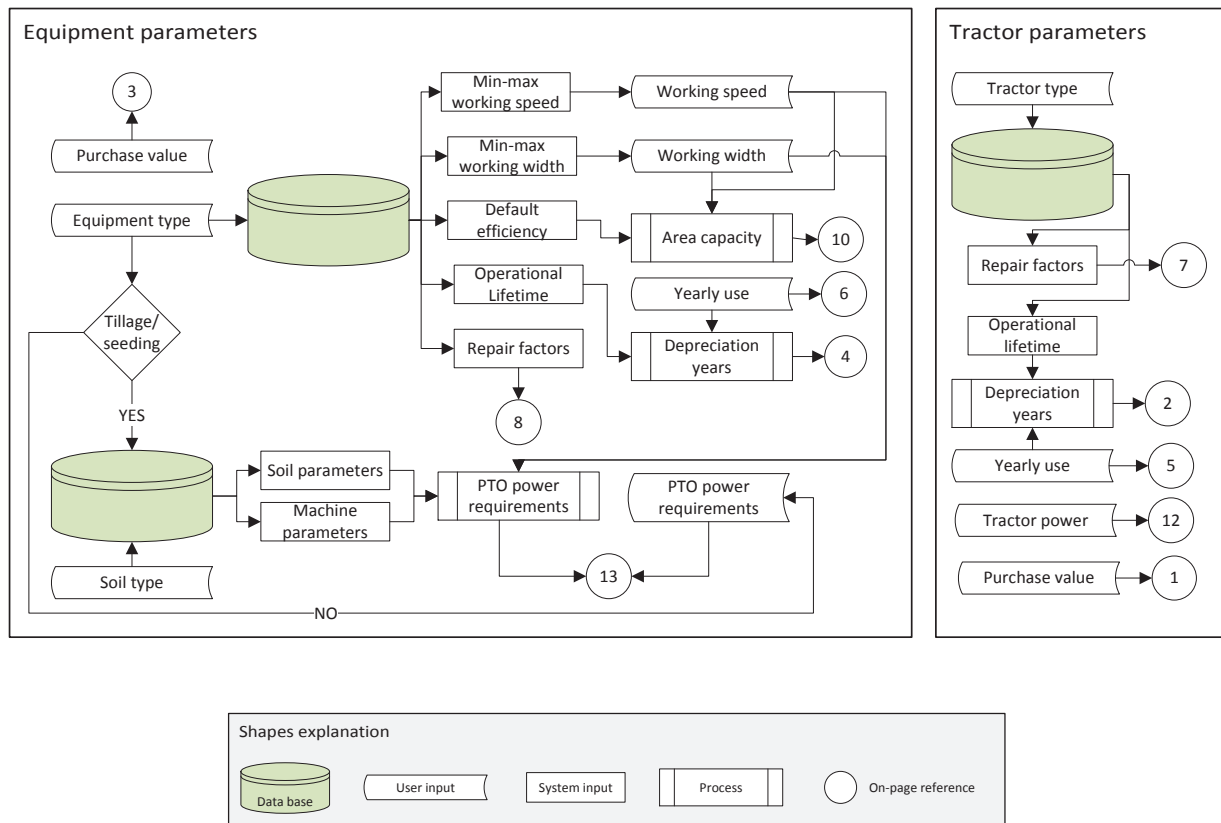 Equipment parameters
3
Purchase value
Equipment type
Tillage/
seeding
YES
Soil type
NO
Min-max
working speed
Working speed
Min-max
working width
Working width
Default
efficiency
Area capacity
10
Operational
Lifetime
Yearly use
6
Repair factors
Depreciation
years
4
8
Soil parameters
Machine
parameters
PTO power
requirements
PTO power
requirements
13
Tractor parameters
Tractor type
Repair factors
7
Operational
lifetime
Depreciation
years
2
Yearly use
5
Tractor power
12
Purchase value
1
Shapes explanation
Data base
User input
System input
Process
On-page reference